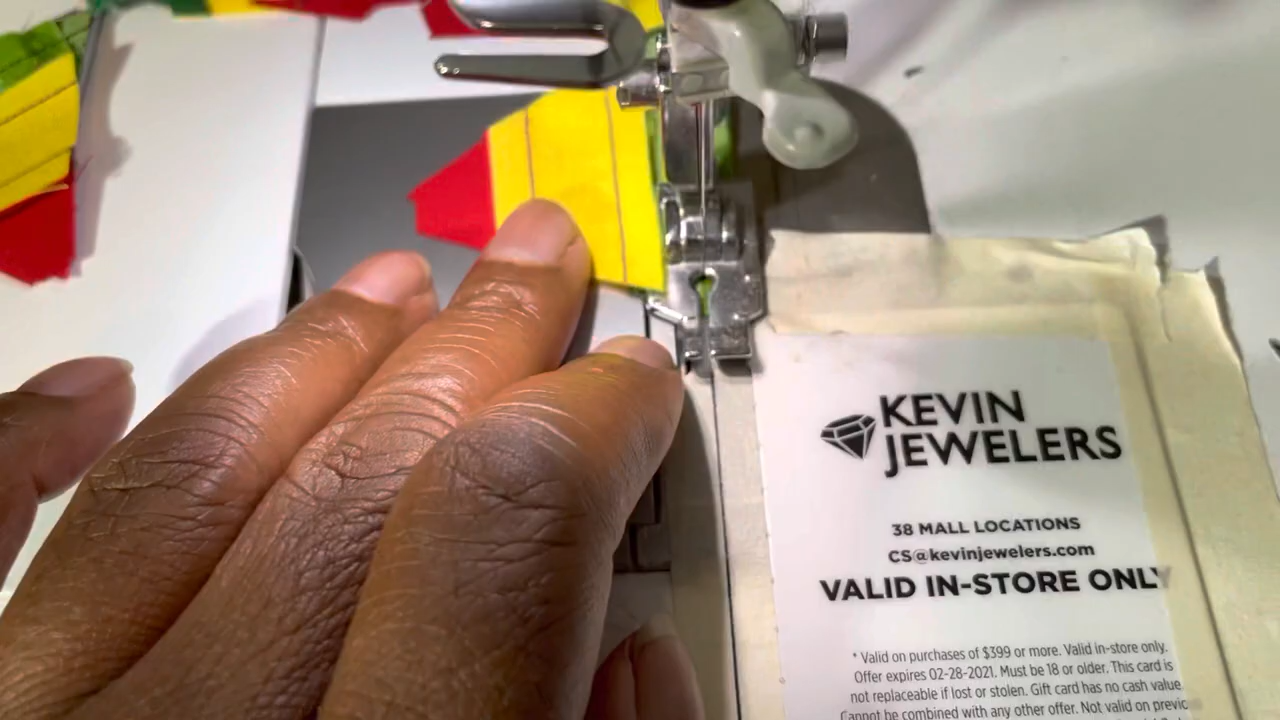 KEVIN
JEWELERS
38 MALL LOCATIONS
CS@kevinjewelers.com
VALID IN-STORE ONLY
* Valid on purchases of $399 or more. Valid in-store only.
Offer expires 02-28-2021. Must be 18 or older. This card is
not replaceable if lost or stolen. Gift card has no cash value.
Cannot be combined with any other offer. Not valid on